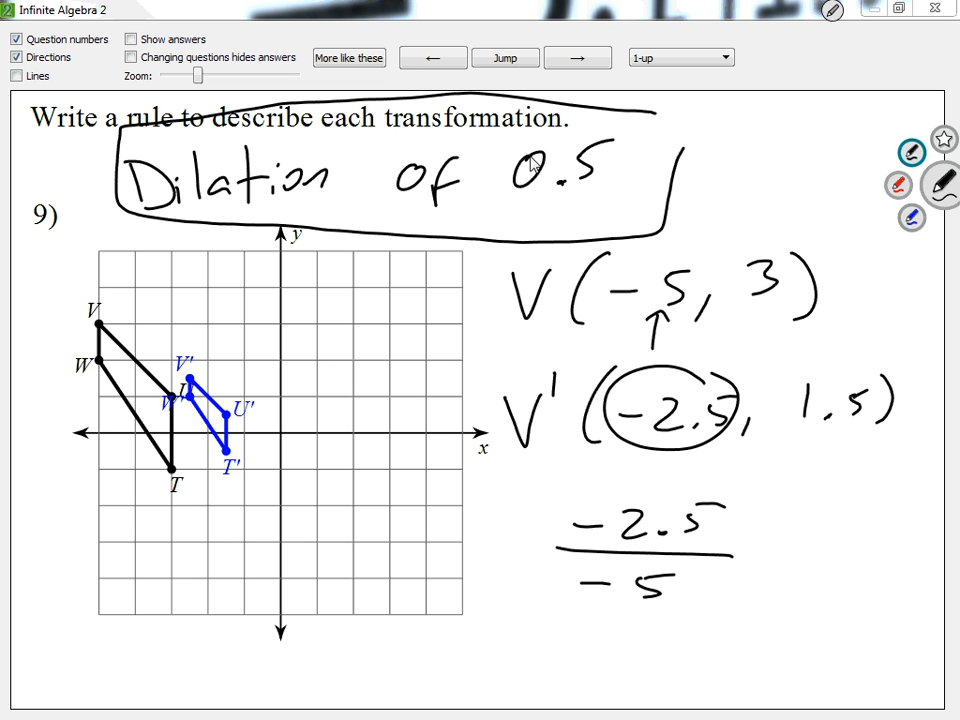 Infinite Algebra 2
Question numbers
Show answers
Directions
Changing questions hides answers
Lines
Zoom:
More like these
←
Jump
→
1-up
Write a rule to describe each transformation.
Dilation of 0.5
9)
y
V (-5, 3)
V
W
V'
W'
U'
V' (-2.5, 1.5)
x
T'
T
-2.5
-5